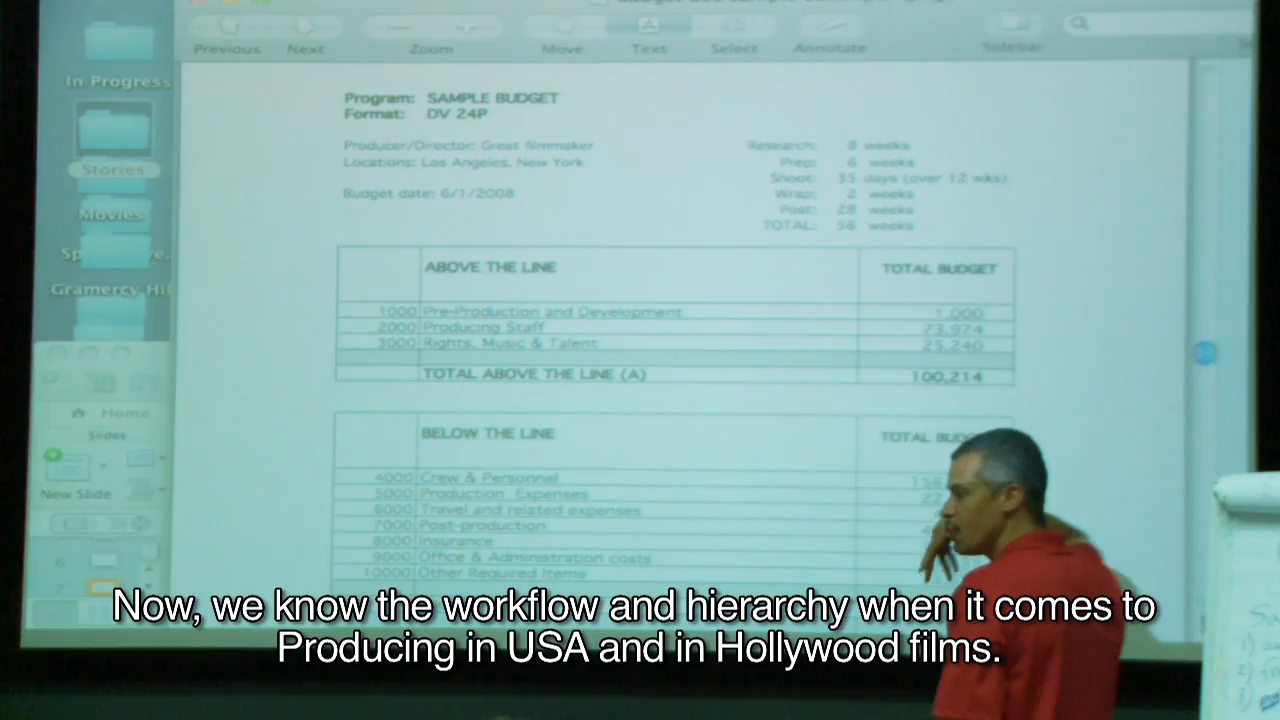 Previous Next Zoom Move Text Select Annotate Sidebar
In Progress
Stories
Movies
Gramercy Hil
Home
Slides
New Slide
Program: SAMPLE BUDGET
Format: DV 24P
Producer/Director: Great filmmaker
Locations: Los Angeles, New York
Budget date: 6/1/2008
Research: 8 weeks
Prep: 6 weeks
Shoot: 35 days (over 12 wks)
Wrap: 2 weeks
Post: 28 weeks
TOTAL: 56 weeks
ABOVE THE LINE TOTAL BUDGET
1000 Pre-Production and Development 1,000
2000 Producing Staff 73,974
3000 Rights, Music & Talent 25,240
TOTAL ABOVE THE LINE (A) 100,214
BELOW THE LINE TOTAL
4000 Crew & Personnel
5000 Production Expenses
6000 Travel and related expenses
7000 Post-production
8000 Insurance
9000 Office & Administration costs
10000 Other Required Items
Now, we know the workflow and hierarchy when it comes to
Producing in USA and in Hollywood films.